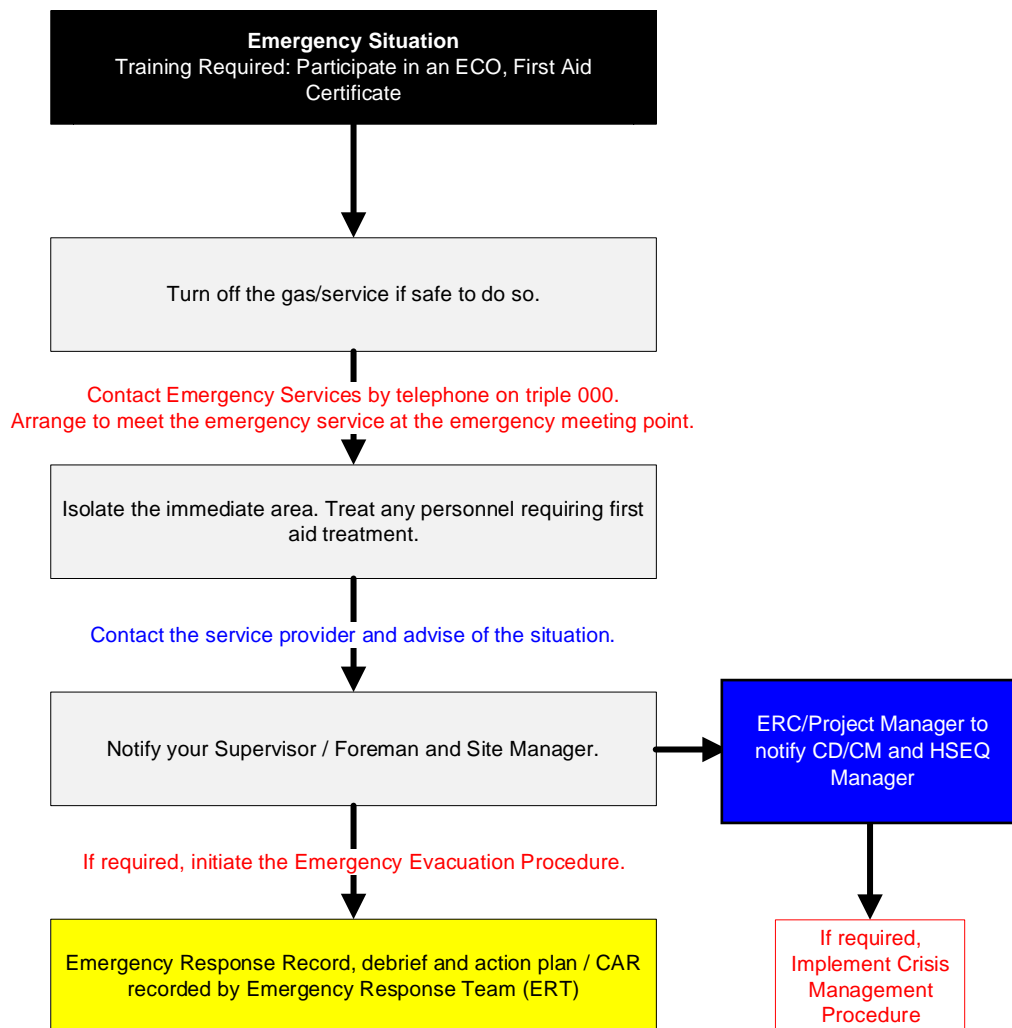 Emergency Situation
Training Required: Participate in an ECO, First Aid
Certificate
Turn off the gas/service if safe to do so.
Contact Emergency Services by telephone on triple 000.
Arrange to meet the emergency service at the emergency meeting point.
Isolate the immediate area. Treat any personnel requiring first
aid treatment.
Contact the service provider and advise of the situation.
Notify your Supervisor / Foreman and Site Manager.
ERC/Project Manager to
notify CD/CM and HSEQ
Manager
If required, initiate the Emergency Evacuation Procedure.
Emergency Response Record, debrief and action plan / CAR
recorded by Emergency Response Team (ERT)
If required,
Implement Crisis
Management
Procedure